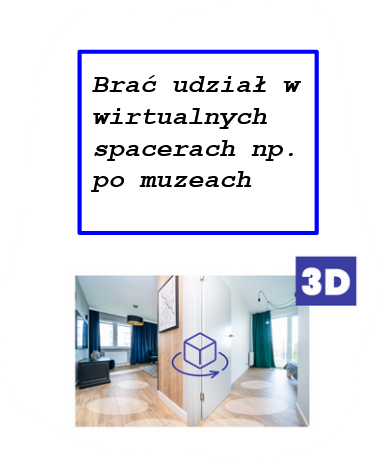 Brać udział w
wirtualnych
spacerach np.
po muzeach
3D